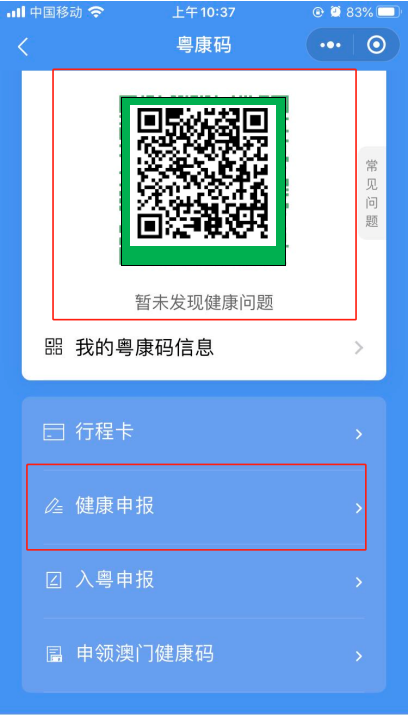 中国移动
上午10:37
83%
粤康码
常见问题
暂未发现健康问题
我的粤康码信息
行程卡
健康申报
入粤申报
申领澳门健康码